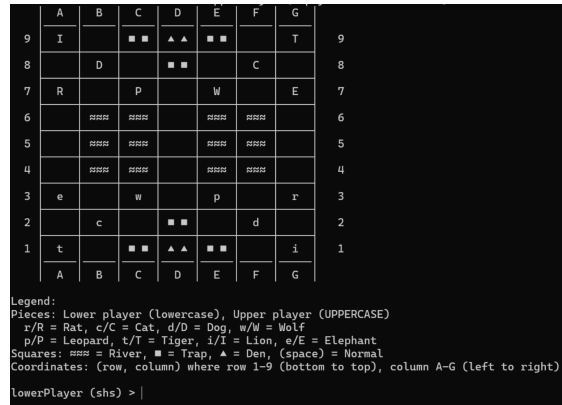 A B C D E F G
9 I ■ ■ ▲ ▲ ■ ■ T 9
8 D ■ ■ C 8
7 R P W E 7
6 ≈≈≈ ≈≈≈ ≈≈≈ ≈≈≈ 6
5 ≈≈≈ ≈≈≈ ≈≈≈ ≈≈≈ 5
4 ≈≈≈ ≈≈≈ ≈≈≈ ≈≈≈ 4
3 e w p r 3
2 c ■ ■ d 2
1 t ■ ■ ▲ ▲ ■ ■ i 1
A B C D E F G
Legend:
Pieces: Lower player (lowercase), Upper player (UPPERCASE)
r/R = Rat, c/C = Cat, d/D = Dog, w/W = Wolf
p/P = Leopard, t/T = Tiger, i/I = Lion, e/E = Elephant
Squares: ≈≈≈ = River, ■ = Trap, ▲ = Den, (space) = Normal
Coordinates: (row, column) where row 1-9 (bottom to top), column A-G (left to right)
lowerPlayer (shs) >